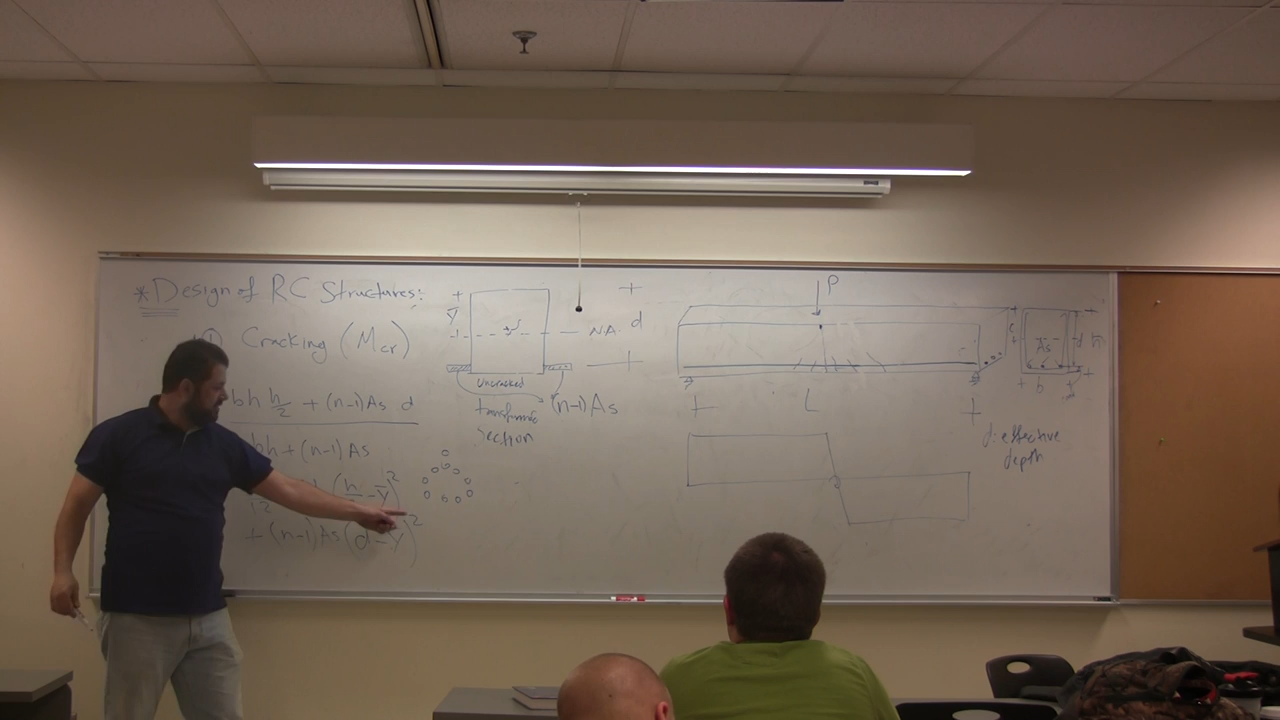 * Design of RC Structures:
① Cracking (Mcr)
bh h/2 + (n-1)As d
bh + (n-1)As
12
(h/2 - ȳ)²
+ (n-1)As(d - ȳ)²
ȳ
N.A.
d
Uncracked
(n-1)As
section
P
L
As
d
h
b
d: effective
depth